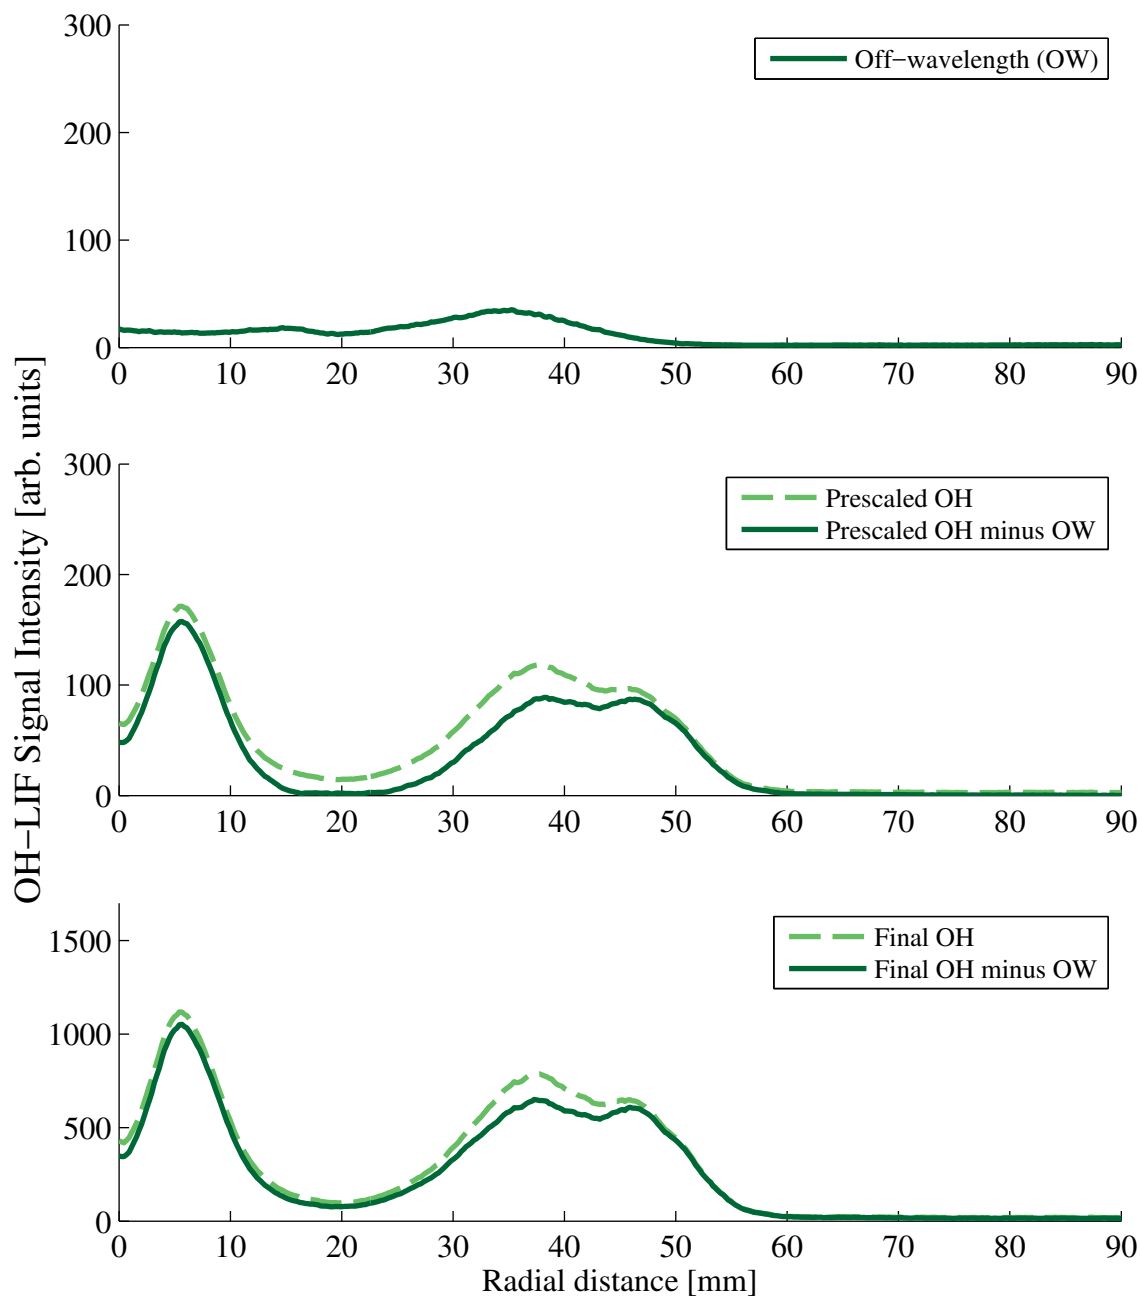 300
200
100
0
Off−wavelength (OW)
0 10 20 30 40 50 60 70 80 90
OH−LIF Signal Intensity [arb. units]
300
200
100
0
Prescaled OH
Prescaled OH minus OW
0 10 20 30 40 50 60 70 80 90
1500
1000
500
0
Final OH
Final OH minus OW
0 10 20 30 40 50 60 70 80 90
Radial distance [mm]